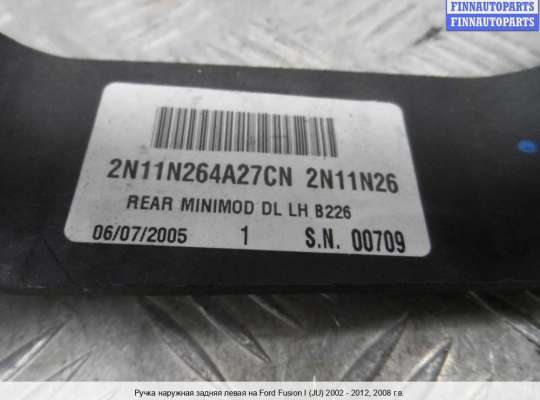 FINNAUTOPARTS
FINNAUTOPARTS
2N11N264A27CN 2N11N26
REAR MINIMOD DL LH B226
06/07/2005 1 S.N. 00709
Ручка наружная задняя левая на Ford Fusion I (JU) 2002 - 2012, 2008 г.в.